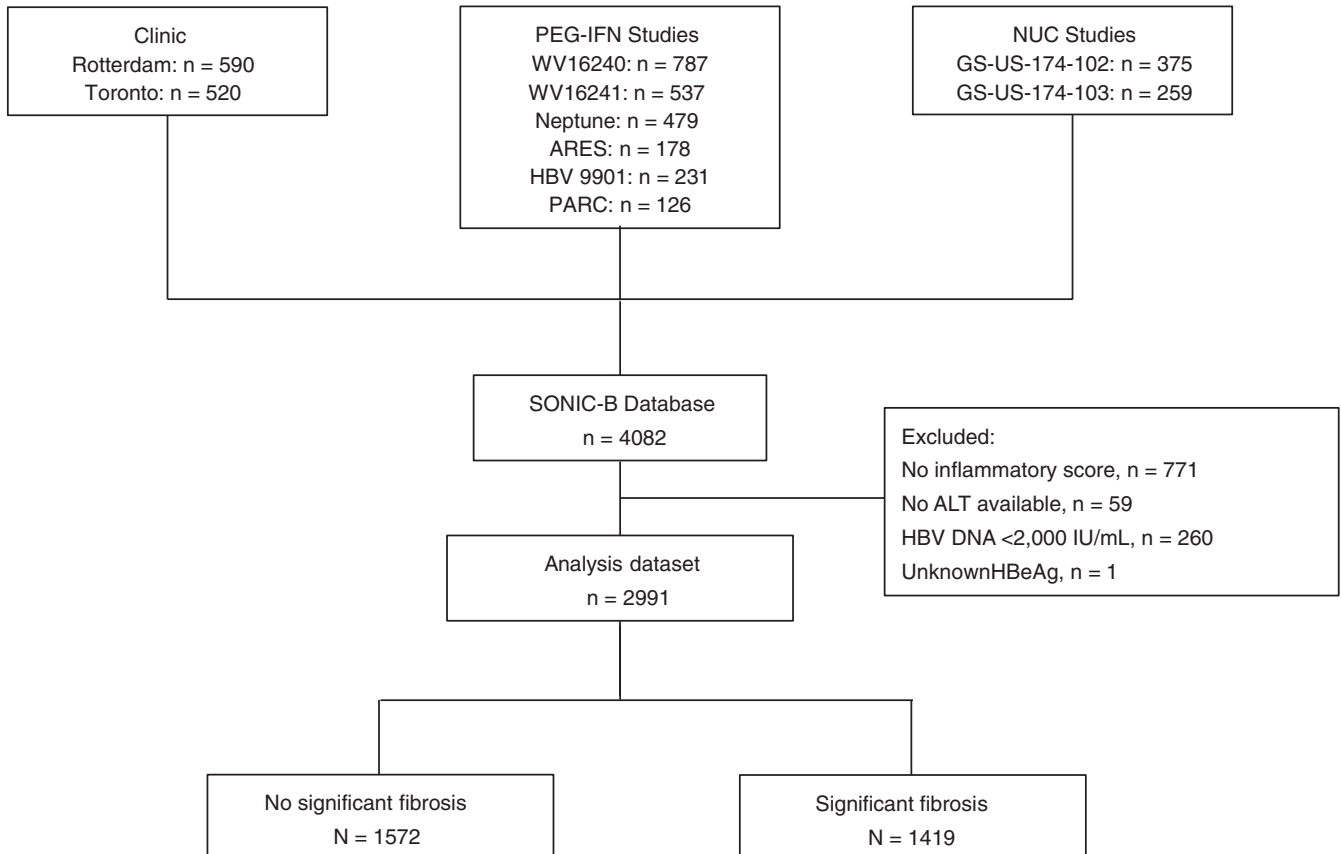 Clinic
Rotterdam: n = 590
Toronto: n = 520
PEG-IFN Studies
WV16240: n = 787
WV16241: n = 537
Neptune: n = 479
ARES: n = 178
HBV 9901: n = 231
PARC: n = 126
NUC Studies
GS-US-174-102: n = 375
GS-US-174-103: n = 259
SONIC-B Database
n = 4082
Excluded:
No inflammatory score, n = 771
No ALT available, n = 59
HBV DNA <2,000 IU/mL, n = 260
UnknownHBeAg, n = 1
Analysis dataset
n = 2991
No significant fibrosis
N = 1572
Significant fibrosis
N = 1419